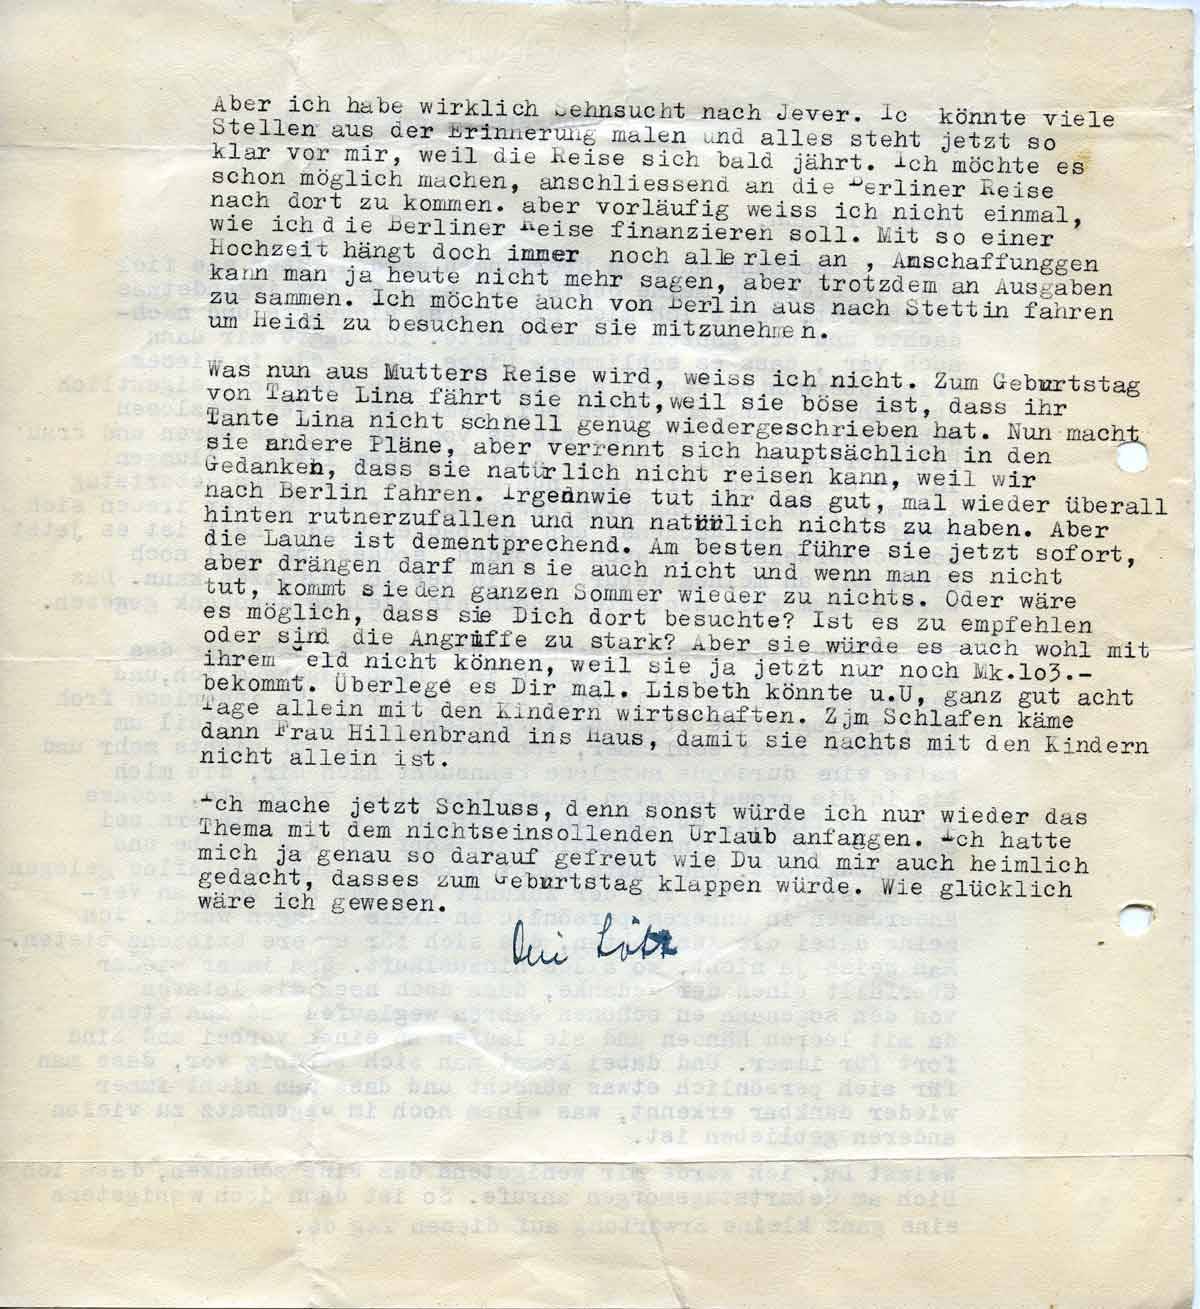 Aber ich habe wirklich Sehnsucht nach Jever. Ic könnte viele
Stellen aus der Erinnerung malen und alles steht jetzt so
klar vor mir, weil die Reise sich bald jährt. Ich möchte es
schon möglich machen, anschliessend an die Berliner Reise
nach dort zu kommen. aber vorläufig weiss ich nicht einmal,
wie ich d ie Berliner Reise finanzieren soll. Mit so einer
Hochzeit hängt doch immer noch allerlei an , Anschaffunggen
kann man ja heute nicht mehr sagen, aber trotzdem an Ausgaben
zu sammen. Ich möchte auch von Berlin aus nach Stettin fahren
um Heidi zu besuchen oder sie mitzunehmen.
Was nun aus Mutters Reise wird, weiss ich nicht. Zum Geburtstag
von Tante Lina fährt sie nicht,weil sie böse ist, dass ihr
Tante Lina nicht schnell genug wiedergeschrieben hat. Nun macht
sie andere Pläne, aber verrennt sich hauptsächlich in den
Gedanken, dass sie natürlich nicht reisen kann, weil wir
nach Berlin fahren. Irgendwie tut ihr das gut, mal wieder überall
hinten rutnerzufallen und nun natürlich nichts zu haben. Aber
die Laune ist dementprechend. Am besten führe sie jetzt sofort,
aber drängen darf man sie auch nicht und wenn man es nicht
tut, kommt sie den ganzen Sommer wieder zu nichts. Oder wäre
es möglich, dass sie Dich dort besuchte? Ist es zu empfehlen
oder sind die Angriffe zu stark? Aber sie würde es auch wohl mit
ihrem Geld nicht können, weil sie ja jetzt nur noch Mk.lo3.-
bekommt. Überlege es Dir mal. Lisbeth könnte u.U, ganz gut acht
Tage allein mit den Kindern wirtschaften. Zjm Schlafen käme
dann Frau Hillenbrand ins Haus, damit sie nachts mit den Kindern
nicht allein ist.
Ich mache jetzt Schluss, denn sonst würde ich nur wieder das
Thema mit dem nichtseinsollenden Urlaub anfangen. Ich hatte
mich ja genau so darauf gefreut wie Du und mir auch heimlich
gedacht, dasses zum Geburtstag klappen würde. Wie glücklich
wäre ich gewesen.